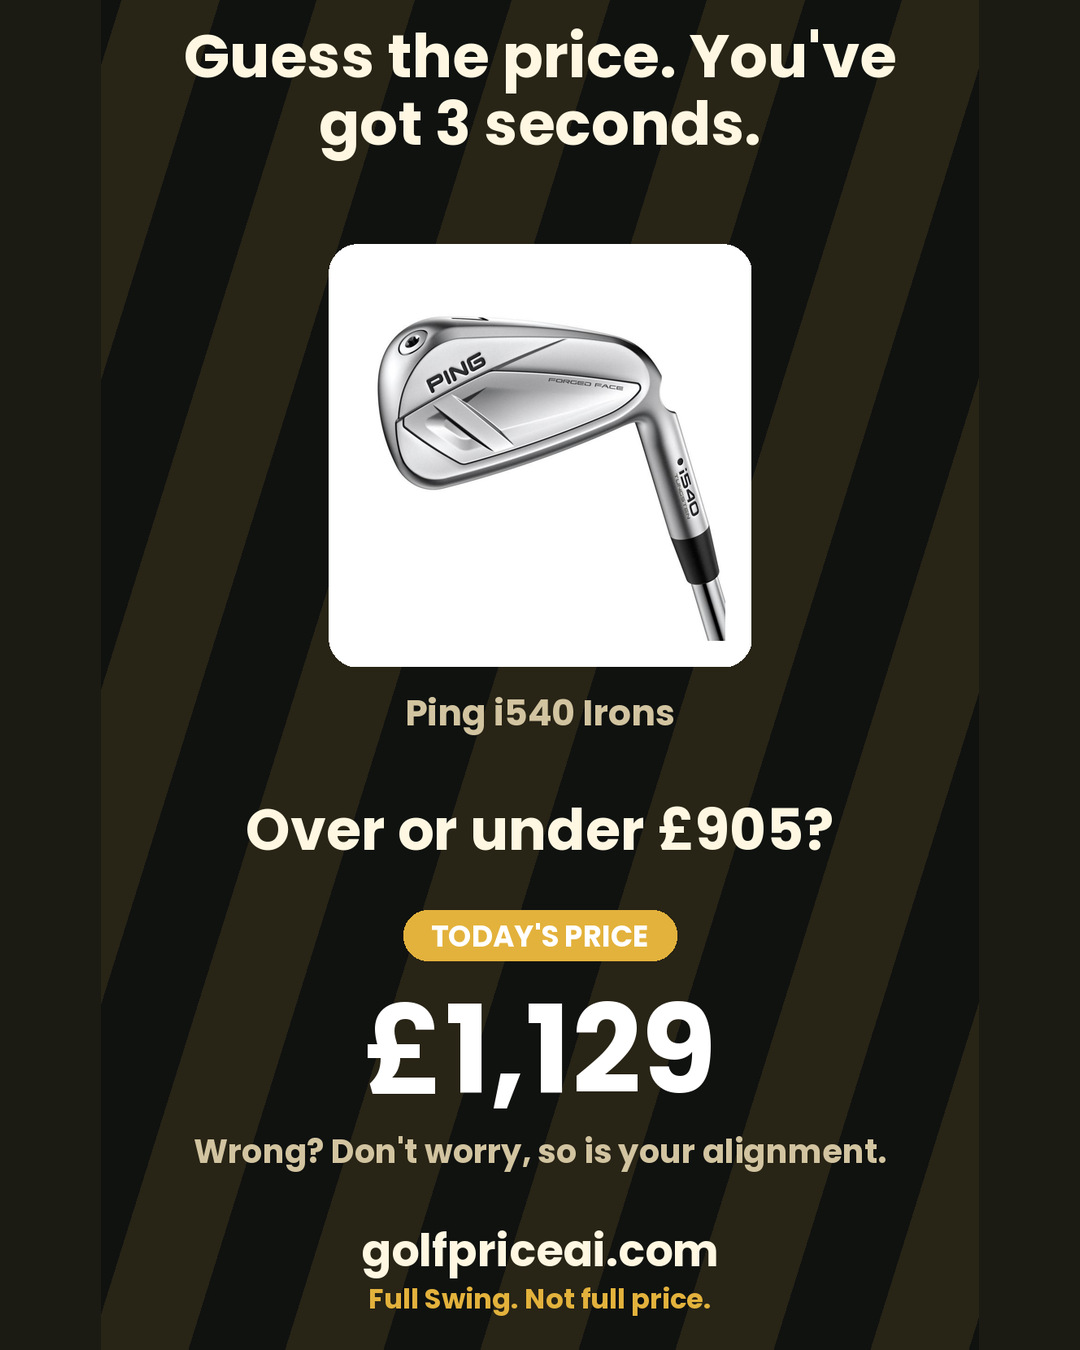 Guess the price. You've
got 3 seconds.
PING
FORGED FACE
i540
Ping i540 Irons
Over or under £905?
TODAY'S PRICE
£1,129
Wrong? Don't worry, so is your alignment.
golfpriceai.com
Full Swing. Not full price.